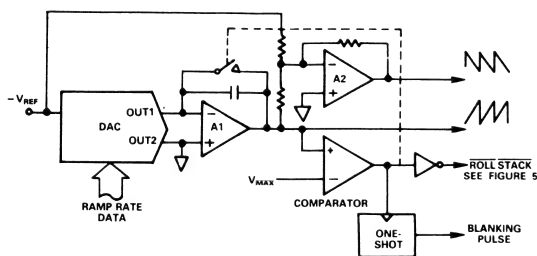 −VREF
DAC
OUT1
OUT2
RAMP RATE
DATA
−
+
A1
−
+
A2
VMAX
+
−
COMPARATOR
ROLL STACK
SEE FIGURE 5
ONE-
SHOT
BLANKING
PULSE